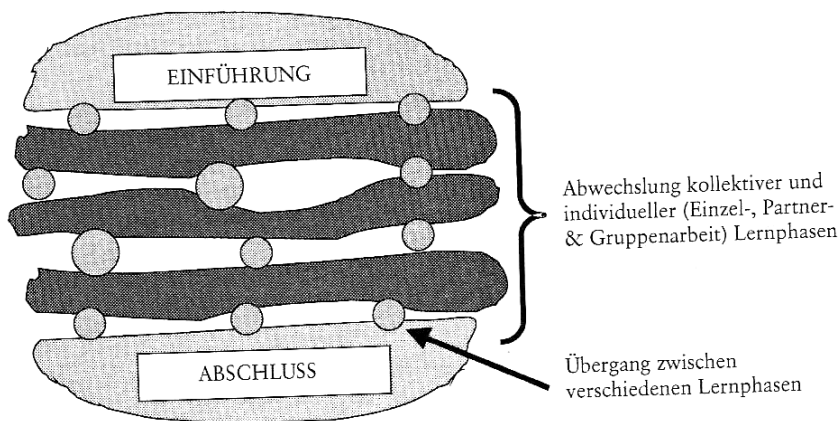 EINFÜHRUNG
Abwechslung kollektiver und
individueller (Einzel-, Partner-
& Gruppenarbeit) Lernphasen
ABSCHLUSS
Übergang zwischen
verschiedenen Lernphasen